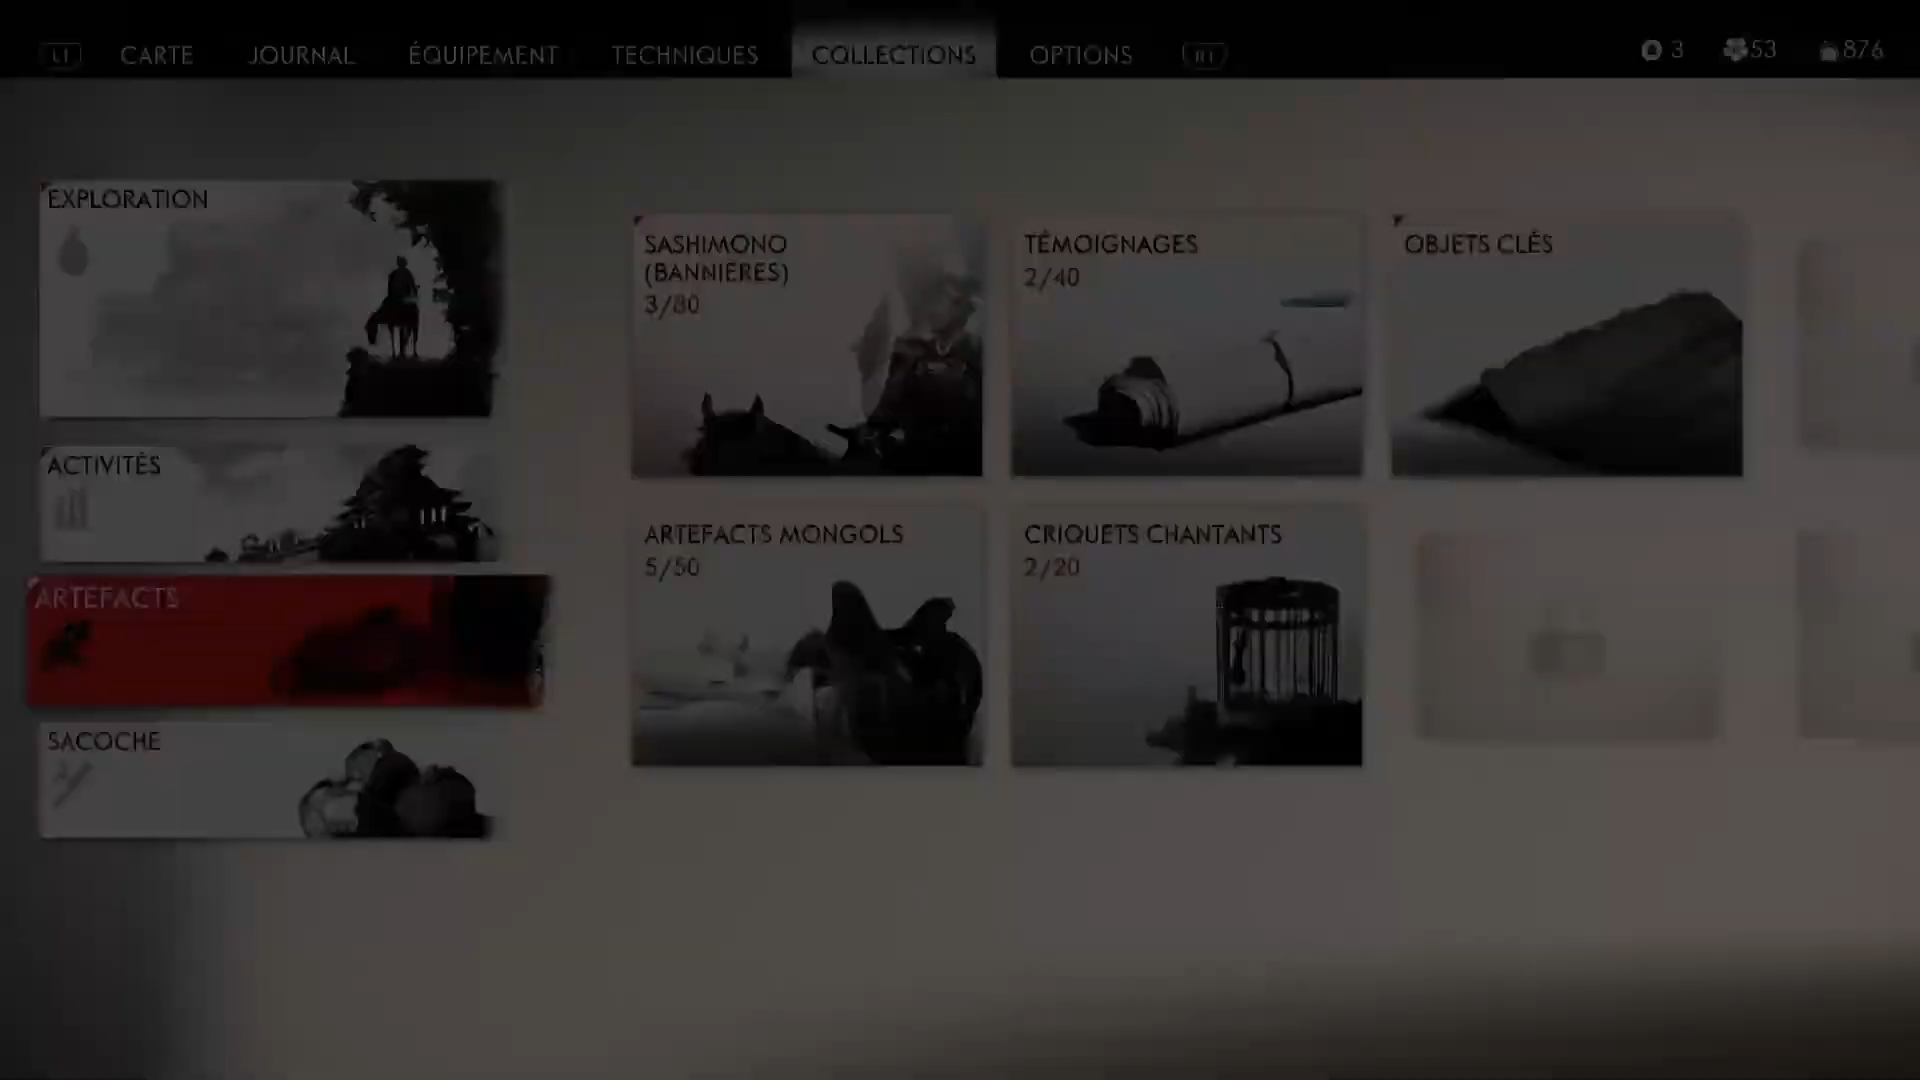 L1 CARTE JOURNAL ÉQUIPEMENT TECHNIQUES COLLECTIONS OPTIONS R1 3 53 876
EXPLORATION
ACTIVITÉS
ARTEFACTS
SACOCHE
SASHIMONO
(BANNIÈRES)
3/80
TÉMOIGNAGES
2/40
OBJETS CLÉS
ARTEFACTS MONGOLS
5/50
CRIQUETS CHANTANTS
2/20